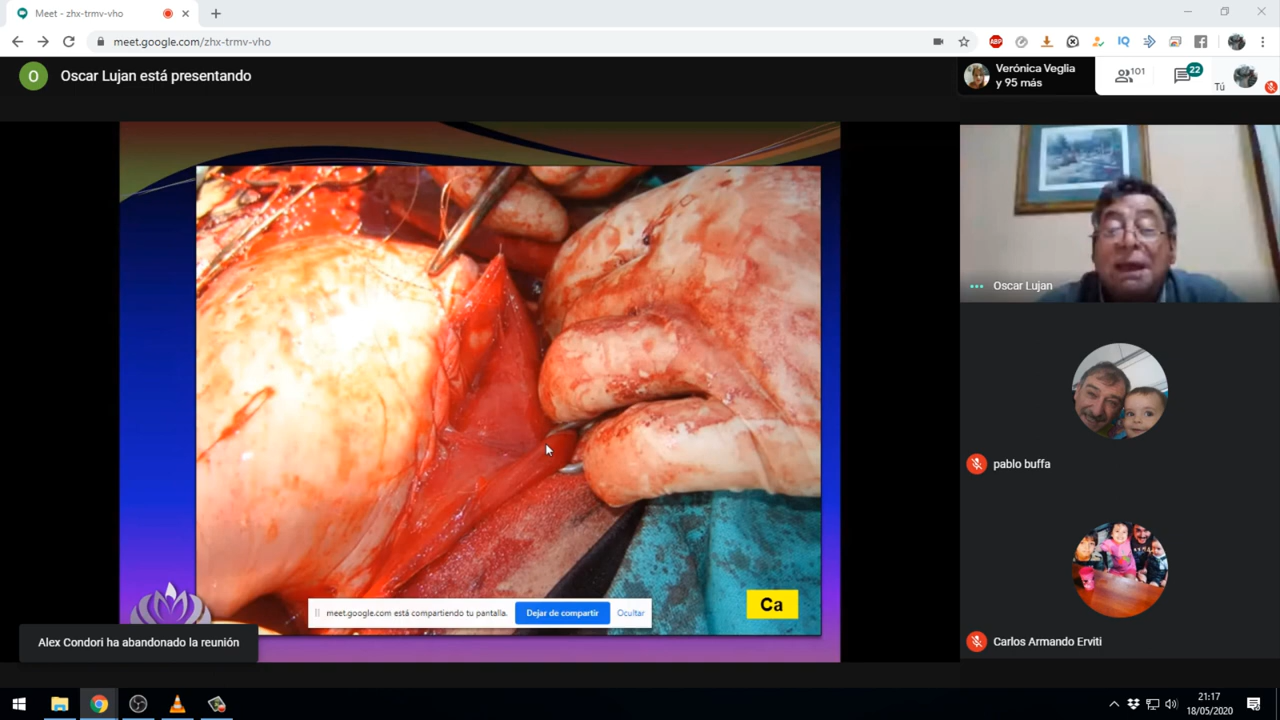 Meet - zhx-trmv-vho
meet.google.com/zhx-trmv-vho
ABP
IQ
O
Oscar Lujan está presentando
Verónica Veglia
y 95 más
101
22
Tú
Oscar Lujan
pablo buffa
Carlos Armando Erviti
Ca
meet.google.com está compartiendo tu pantalla.
Dejar de compartir
Ocultar
Alex Condori ha abandonado la reunión
21:17
18/05/2020